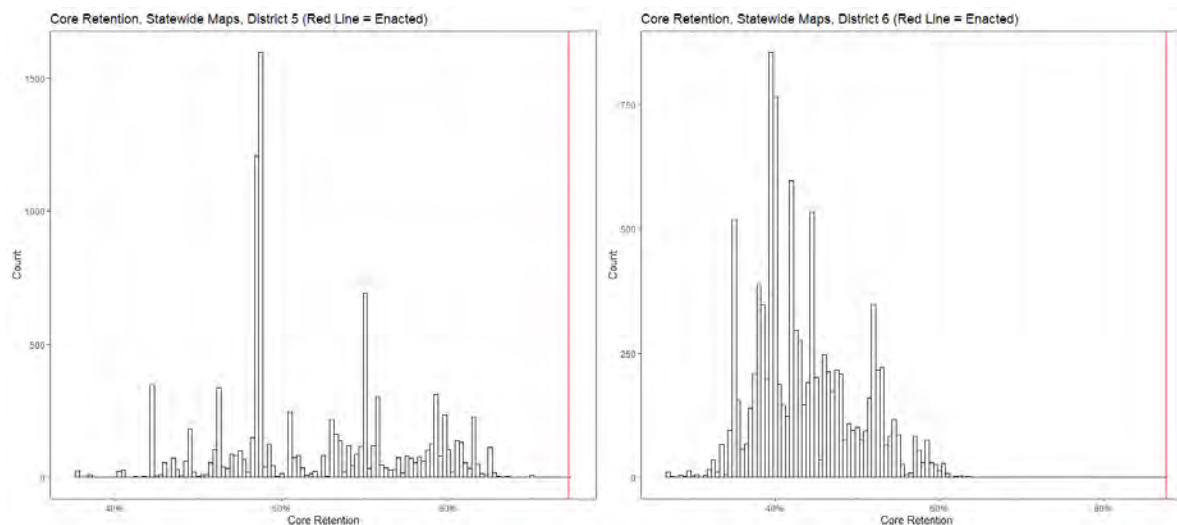 Core Retention, Statewide Maps, District 5 (Red Line = Enacted)
1500
1000
500
0
Count
40%
60%
80%
Core Retention
Core Retention, Statewide Maps, District 6 (Red Line = Enacted)
750
500
250
0
Count
40%
60%
80%
Core Retention